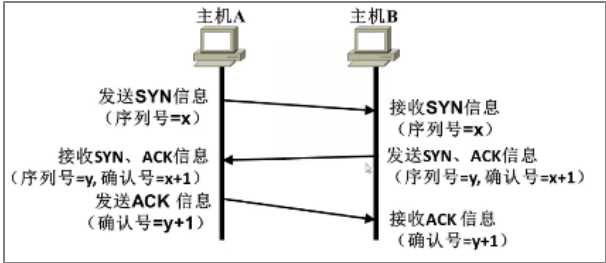 主机A
主机B
发送SYN信息
（序列号=x）
接收SYN信息
（序列号=x）
接收SYN、ACK信息
（序列号=y, 确认号=x+1）
发送SYN、ACK信息
（序列号=y, 确认号=x+1）
发送ACK 信息
（确认号=y+1）
接收ACK 信息
（确认号=y+1）